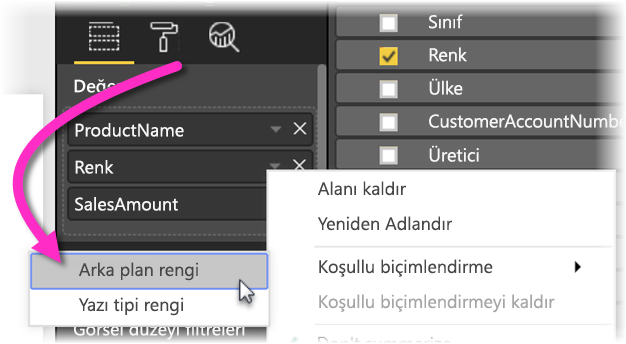 Sınıf
Renk
Ülke
CustomerAccountNumbe
Üretici
ProductName
Renk
SalesAmount
Alanı kaldır
Yeniden Adlandır
Koşullu biçimlendirme
Koşullu biçimlendirmeyi kaldır
Don't summarize
Arka plan rengi
Yazı tipi rengi
Görsel düzeyi filtreleri